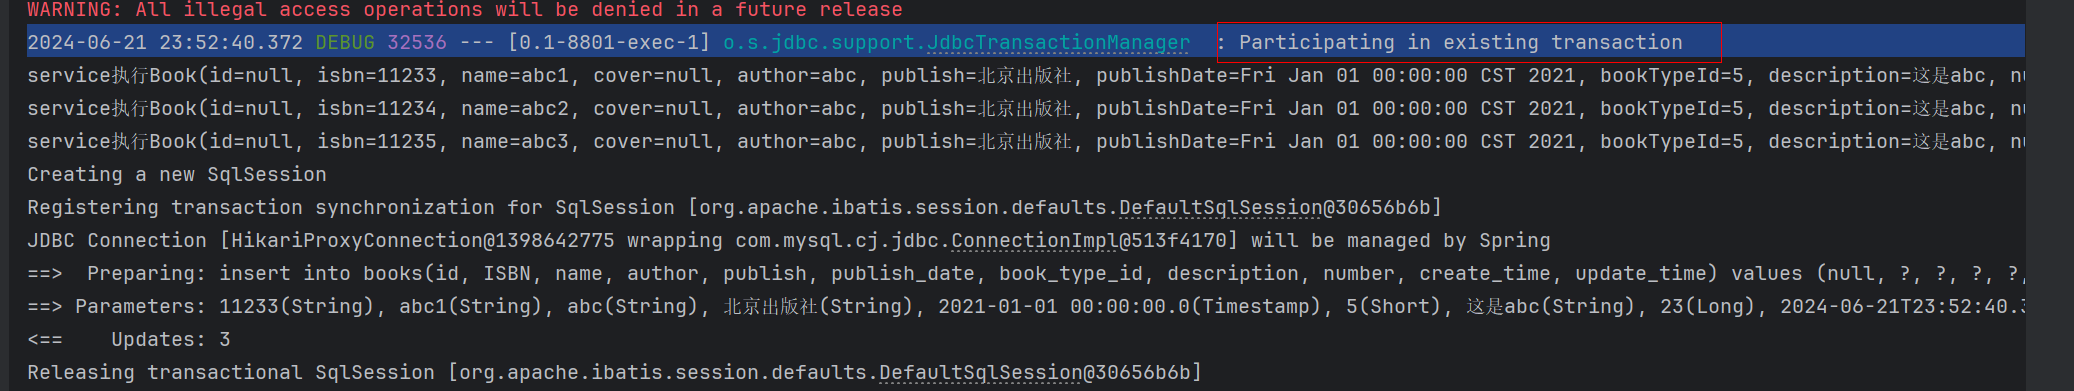 WARNING: All illegal access operations will be denied in a future release
2024-06-21 23:52:40.372 DEBUG 32536 --- [0.1-8801-exec-1] o.s.jdbc.support.JdbcTransactionManager  : Participating in existing transaction
service执行Book(id=null, isbn=11233, name=abc1, cover=null, author=abc, publish=北京出版社, publishDate=Fri Jan 01 00:00:00 CST 2021, bookTypeId=5, description=这是abc, nu
service执行Book(id=null, isbn=11234, name=abc2, cover=null, author=abc, publish=北京出版社, publishDate=Fri Jan 01 00:00:00 CST 2021, bookTypeId=5, description=这是abc, nu
service执行Book(id=null, isbn=11235, name=abc3, cover=null, author=abc, publish=北京出版社, publishDate=Fri Jan 01 00:00:00 CST 2021, bookTypeId=5, description=这是abc, nu
Creating a new SqlSession
Registering transaction synchronization for SqlSession [org.apache.ibatis.session.defaults.DefaultSqlSession@30656b6b]
JDBC Connection [HikariProxyConnection@1398642775 wrapping com.mysql.cj.jdbc.ConnectionImpl@513f4170] will be managed by Spring
==>  Preparing: insert into books(id, ISBN, name, author, publish, publish_date, book_type_id, description, number, create_time, update_time) values (null, ?, ?, ?, ?,
==> Parameters: 11233(String), abc1(String), abc(String), 北京出版社(String), 2021-01-01 00:00:00.0(Timestamp), 5(Short), 这是abc(String), 23(Long), 2024-06-21T23:52:40.3
<==    Updates: 3
Releasing transactional SqlSession [org.apache.ibatis.session.defaults.DefaultSqlSession@30656b6b]